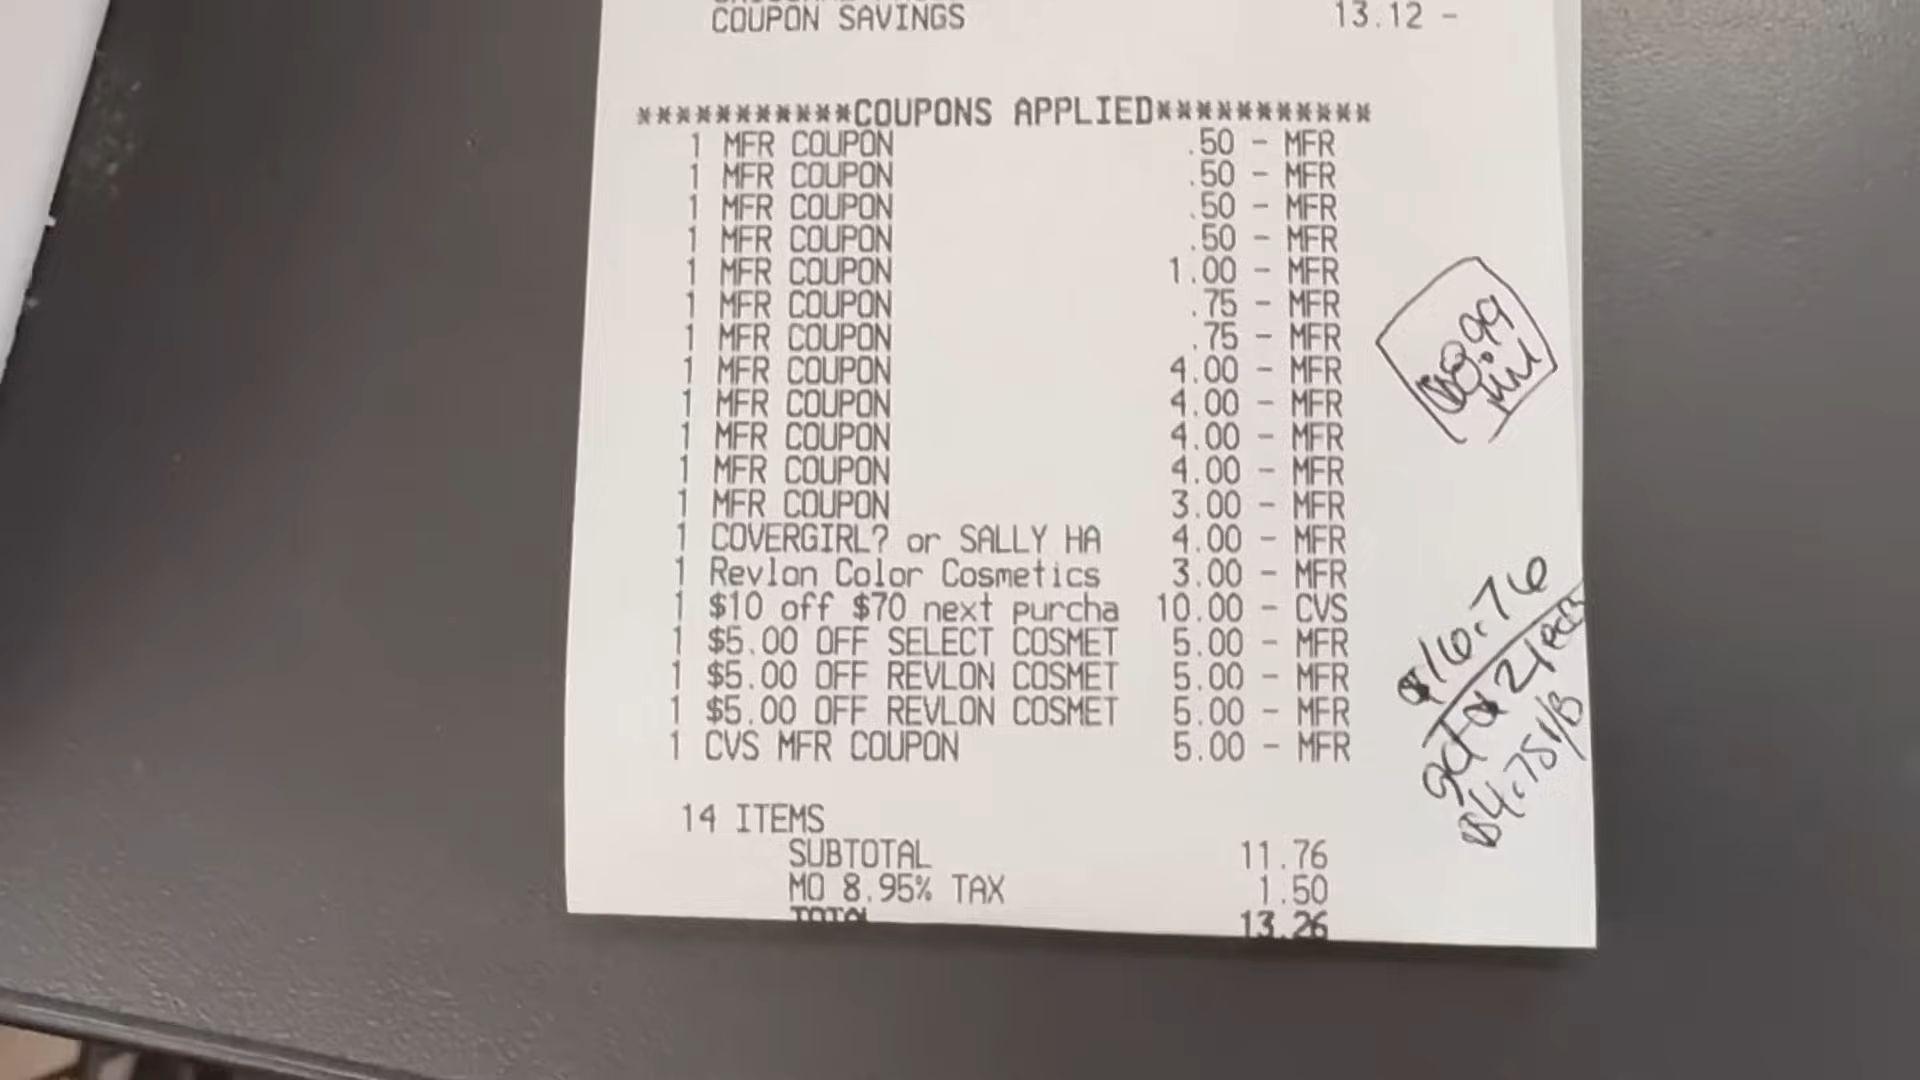 COUPON SAVINGS 13.12 -
***********COUPONS APPLIED***********
1 MFR COUPON .50 - MFR
1 MFR COUPON .50 - MFR
1 MFR COUPON .50 - MFR
1 MFR COUPON .50 - MFR
1 MFR COUPON 1.00 - MFR
1 MFR COUPON .75 - MFR
1 MFR COUPON .75 - MFR
1 MFR COUPON 4.00 - MFR
1 MFR COUPON 4.00 - MFR
1 MFR COUPON 4.00 - MFR
1 MFR COUPON 4.00 - MFR
1 MFR COUPON 3.00 - MFR
1 COVERGIRL? or SALLY HA 4.00 - MFR
1 Revlon Color Cosmetics 3.00 - MFR
1 $10 off $70 next purcha 10.00 - CVS
1 $5.00 OFF SELECT COSMET 5.00 - MFR
1 $5.00 OFF REVLON COSMET 5.00 - MFR
1 $5.00 OFF REVLON COSMET 5.00 - MFR
1 CVS MFR COUPON 5.00 - MFR
14 ITEMS
SUBTOTAL 11.76
MO 8.95% TAX 1.50
TOTAL 13.26
$8.99
$16.76
$4.75